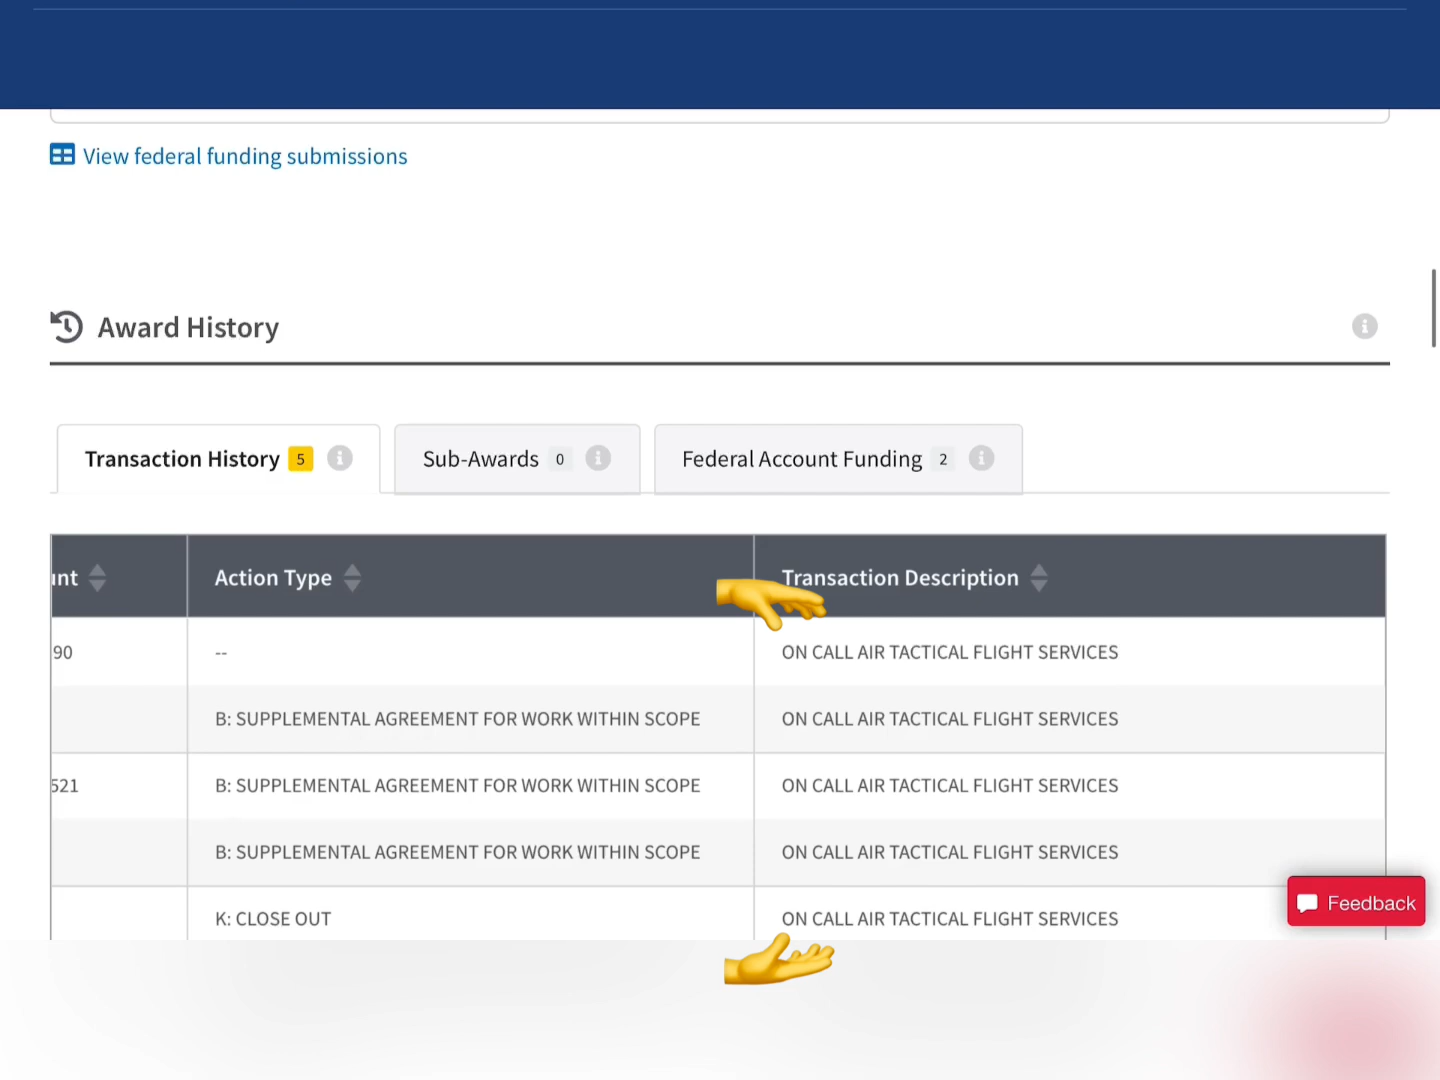 View federal funding submissions
Award History
Transaction History 5
Sub-Awards 0
Federal Account Funding 2
Action Type
Transaction Description
90
--
ON CALL AIR TACTICAL FLIGHT SERVICES
B: SUPPLEMENTAL AGREEMENT FOR WORK WITHIN SCOPE
ON CALL AIR TACTICAL FLIGHT SERVICES
521
B: SUPPLEMENTAL AGREEMENT FOR WORK WITHIN SCOPE
ON CALL AIR TACTICAL FLIGHT SERVICES
B: SUPPLEMENTAL AGREEMENT FOR WORK WITHIN SCOPE
ON CALL AIR TACTICAL FLIGHT SERVICES
Feedback
K: CLOSE OUT
ON CALL AIR TACTICAL FLIGHT SERVICES